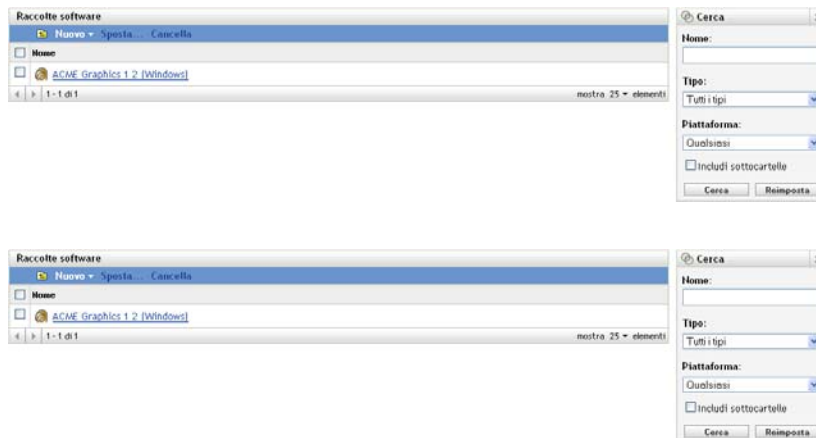 Raccolte software
Nuovo Sposta... Cancella
Nome
ACME Graphics 1 2 (Windows)
1 - 1 di 1 mostra 25 elementi
Cerca
Nome:
Tipo:
Tutti i tipi
Piattaforma:
Qualsiasi
Includi sottocartelle
Cerca Reimposta
Raccolte software
Nuovo Sposta... Cancella
Nome
ACME Graphics 1 2 (Windows)
1 - 1 di 1 mostra 25 elementi
Cerca
Nome:
Tipo:
Tutti i tipi
Piattaforma:
Qualsiasi
Includi sottocartelle
Cerca Reimposta